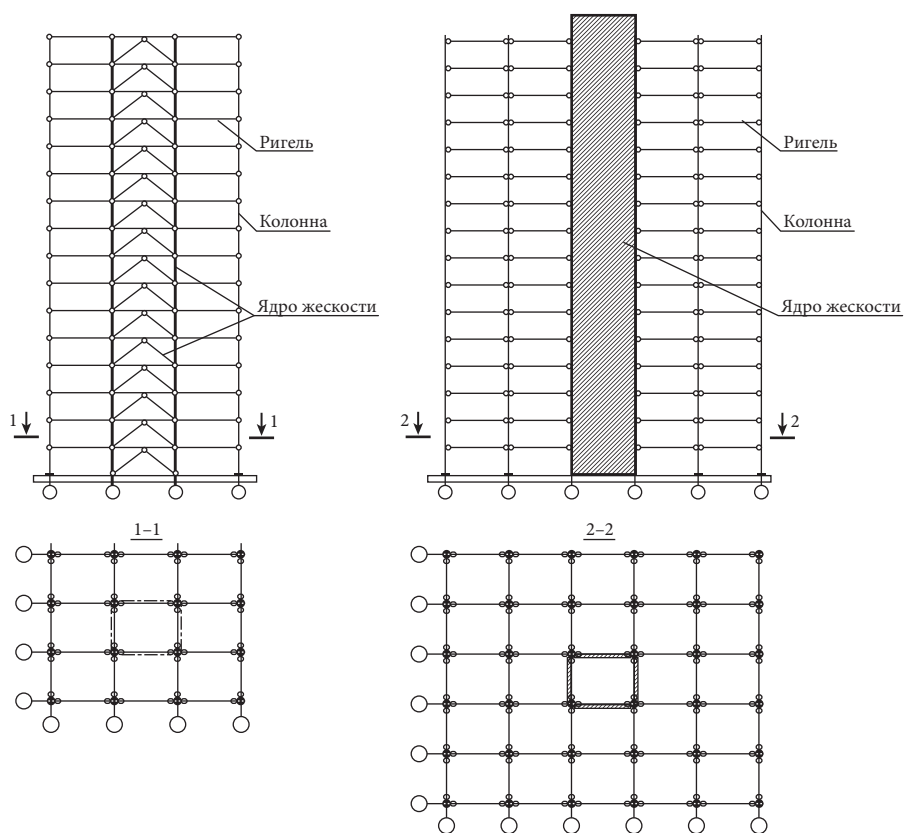 Ригель
Колонна
Ядро жескости
1
1
Ригель
Колонна
Ядро жескости
2
2
1–1
2–2